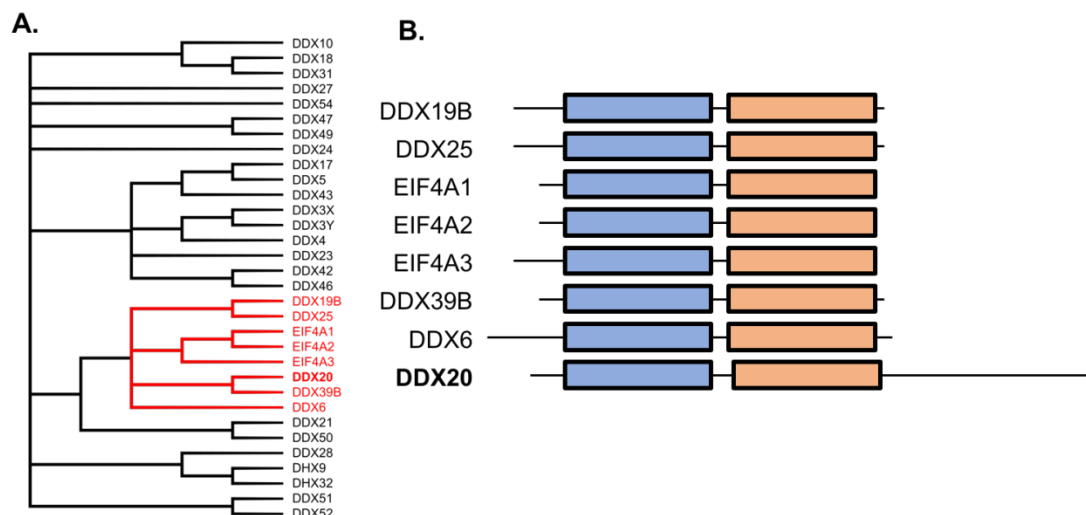 A.
DDX10
DDX18
DDX31
DDX27
DDX54
DDX47
DDX49
DDX24
DDX17
DDX5
DDX43
DDX3X
DDX3Y
DDX4
DDX23
DDX42
DDX46
DDX19B
DDX25
EIF4A1
EIF4A2
EIF4A3
DDX20
DDX39B
DDX6
DDX21
DDX50
DDX28
DHX9
DHX32
DDX51
DDX52
B.
DDX19B
DDX25
EIF4A1
EIF4A2
EIF4A3
DDX39B
DDX6
DDX20